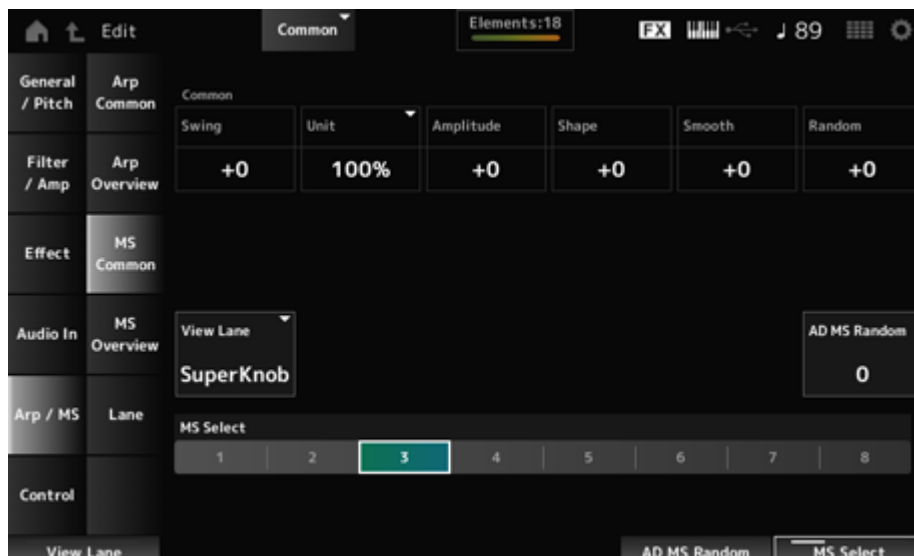 Edit
Common
Elements:18
FX
♩ 89
General / Pitch
Arp Common
Filter / Amp
Arp Overview
Effect
MS Common
Audio In
MS Overview
Arp / MS
Lane
Control
Common
Swing Unit Amplitude Shape Smooth Random
+0 100% +0 +0 +0 +0
View Lane
SuperKnob
AD MS Random
0
MS Select
1 2 3 4 5 6 7 8
View Lane AD MS Random MS Select